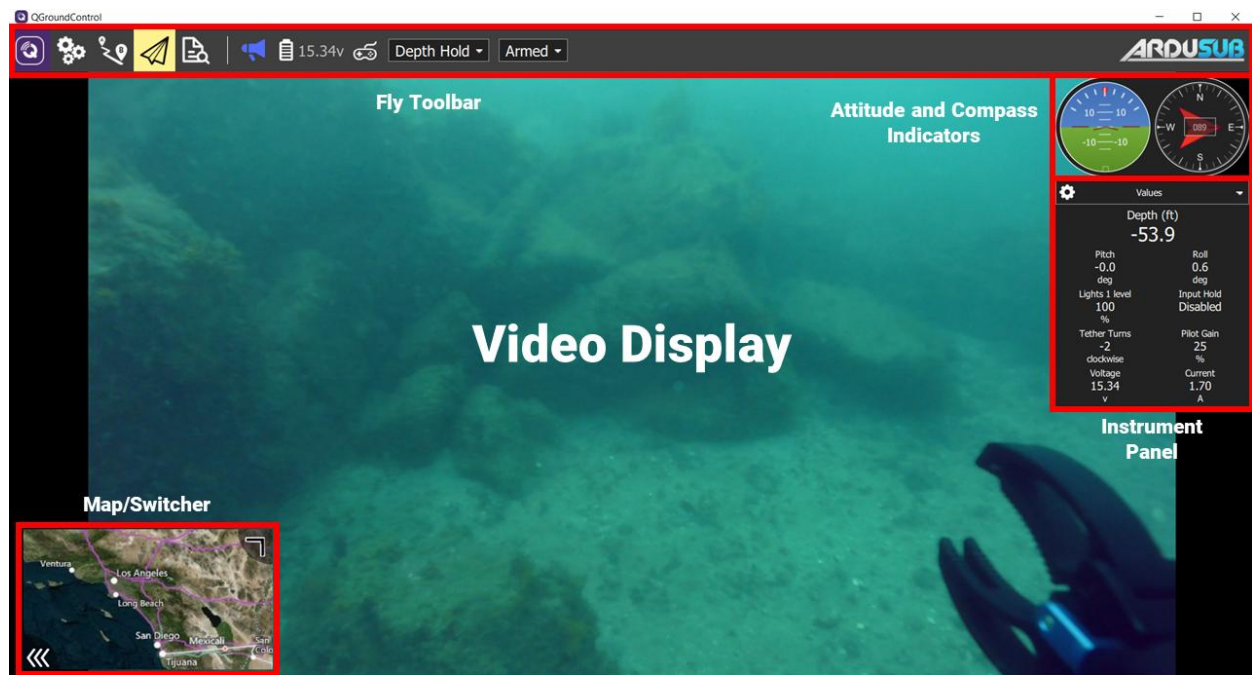 QGroundControl
15.34v
Depth Hold
Armed
ARDUSUB
Fly Toolbar
Attitude and Compass
Indicators
10 10
-10 -10
N
W 089 E
S
Values
Depth (ft)
-53.9
Pitch Roll
-0.0 0.6
deg deg
Lights 1 level Input Hold
100 Disabled
%
Tether Turns Pilot Gain
-2 25
clockwise %
Voltage Current
15.34 1.70
v A
Video Display
Instrument
Panel
Map/Switcher
Ventura
Los Angeles
Long Beach
San Diego Mexicali San
Colo
Tijuana